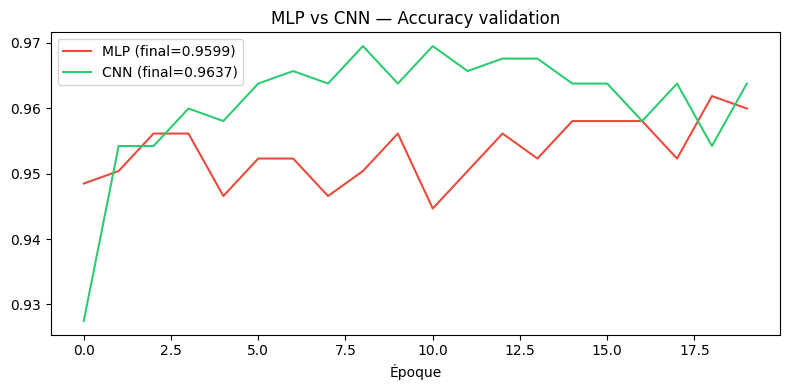 MLP vs CNN — Accuracy validation
MLP (final=0.9599)
CNN (final=0.9637)
0.97
0.96
0.95
0.94
0.93
0.0 2.5 5.0 7.5 10.0 12.5 15.0 17.5
Époque